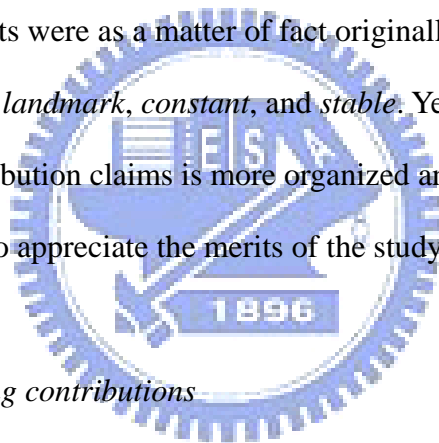 ts were as a matter of fact originall
landmark, constant, and stable. Ye
E S A
bution claims is more organized an
o appreciate the merits of the study
1896
g contributions